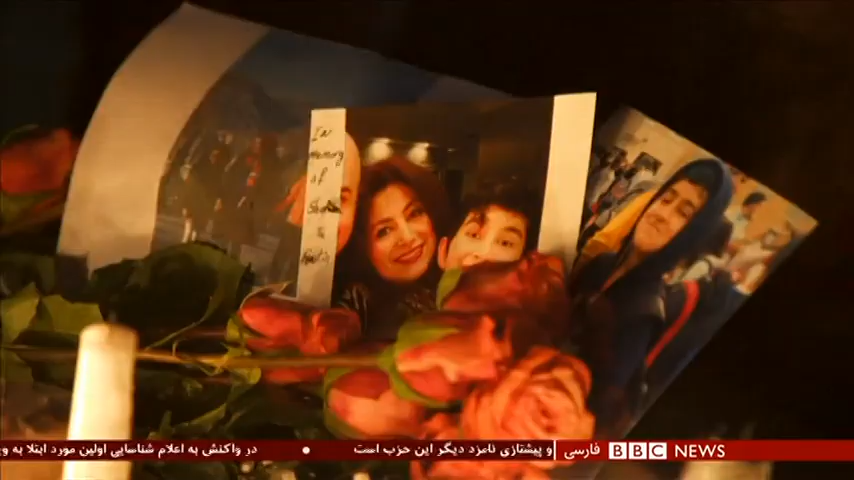 In
memory
of
&
و پیشتازی نامزد دیگر این حزب است • در واکنش به اعلام شناسایی اولین مورد ابتلا به
فارسی BBC NEWS